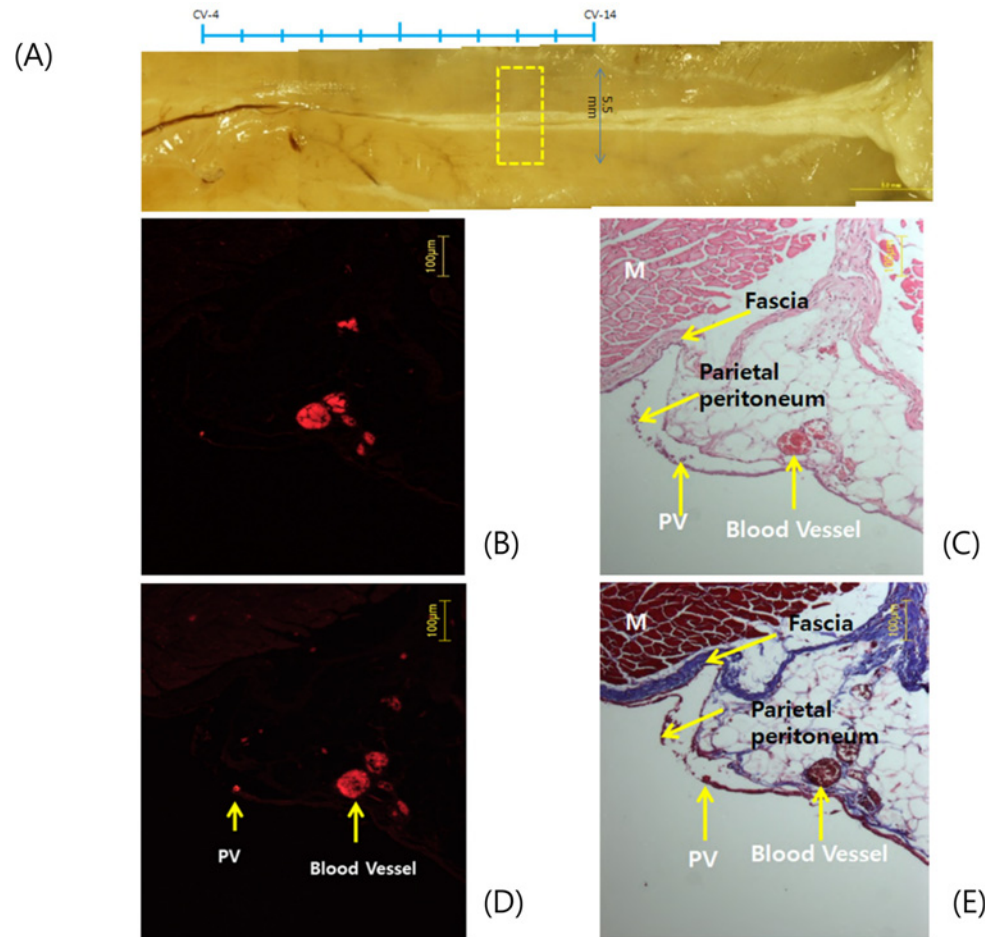 CV-4
CV-14
(A)
5.5
mm
100μm
(B)
100μm
M
Fascia
Parietal
peritoneum
PV
Blood Vessel
(C)
100μm
PV
Blood Vessel
(D)
100μm
M
Fascia
Parietal
peritoneum
PV
Blood Vessel
(E)